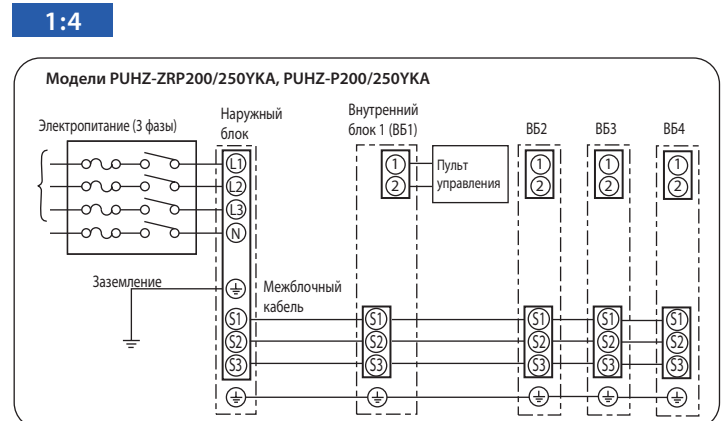 1:4
Модели PUHZ-ZRP200/250YKA, PUHZ-P200/250YKA
Электропитание (3 фазы)
Наружный
блок
Внутренний
блок 1 (ВБ1)
ВБ2
ВБ3
ВБ4
L1
L2
L3
N
1
2
Пульт
управления
1
2
1
2
1
2
Заземление
Межблочный
кабель
S1
S2
S3
S1
S2
S3
S1
S2
S3
S1
S2
S3
S1
S2
S3